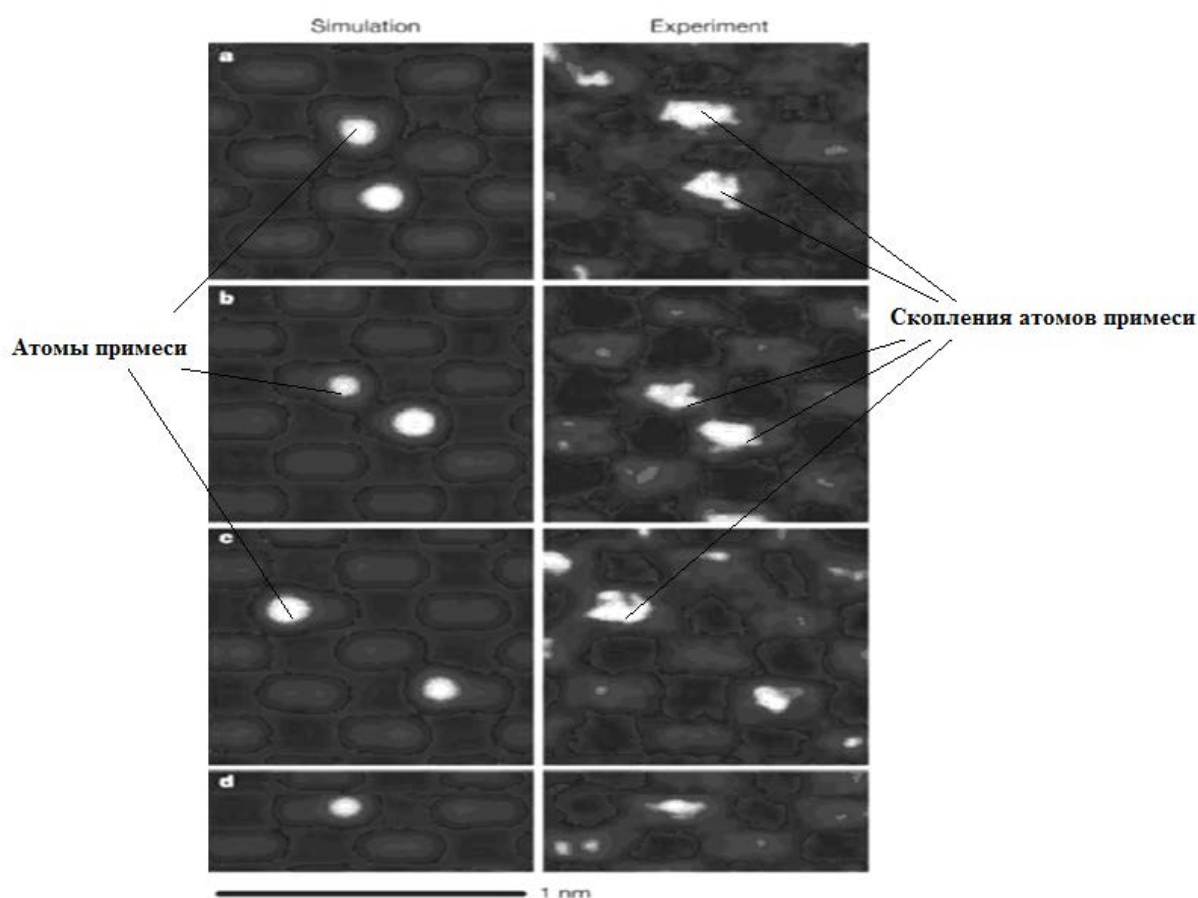 Simulation
Experiment
a
b
Скопления атомов примеси
Атомы примеси
c
d
1 nm